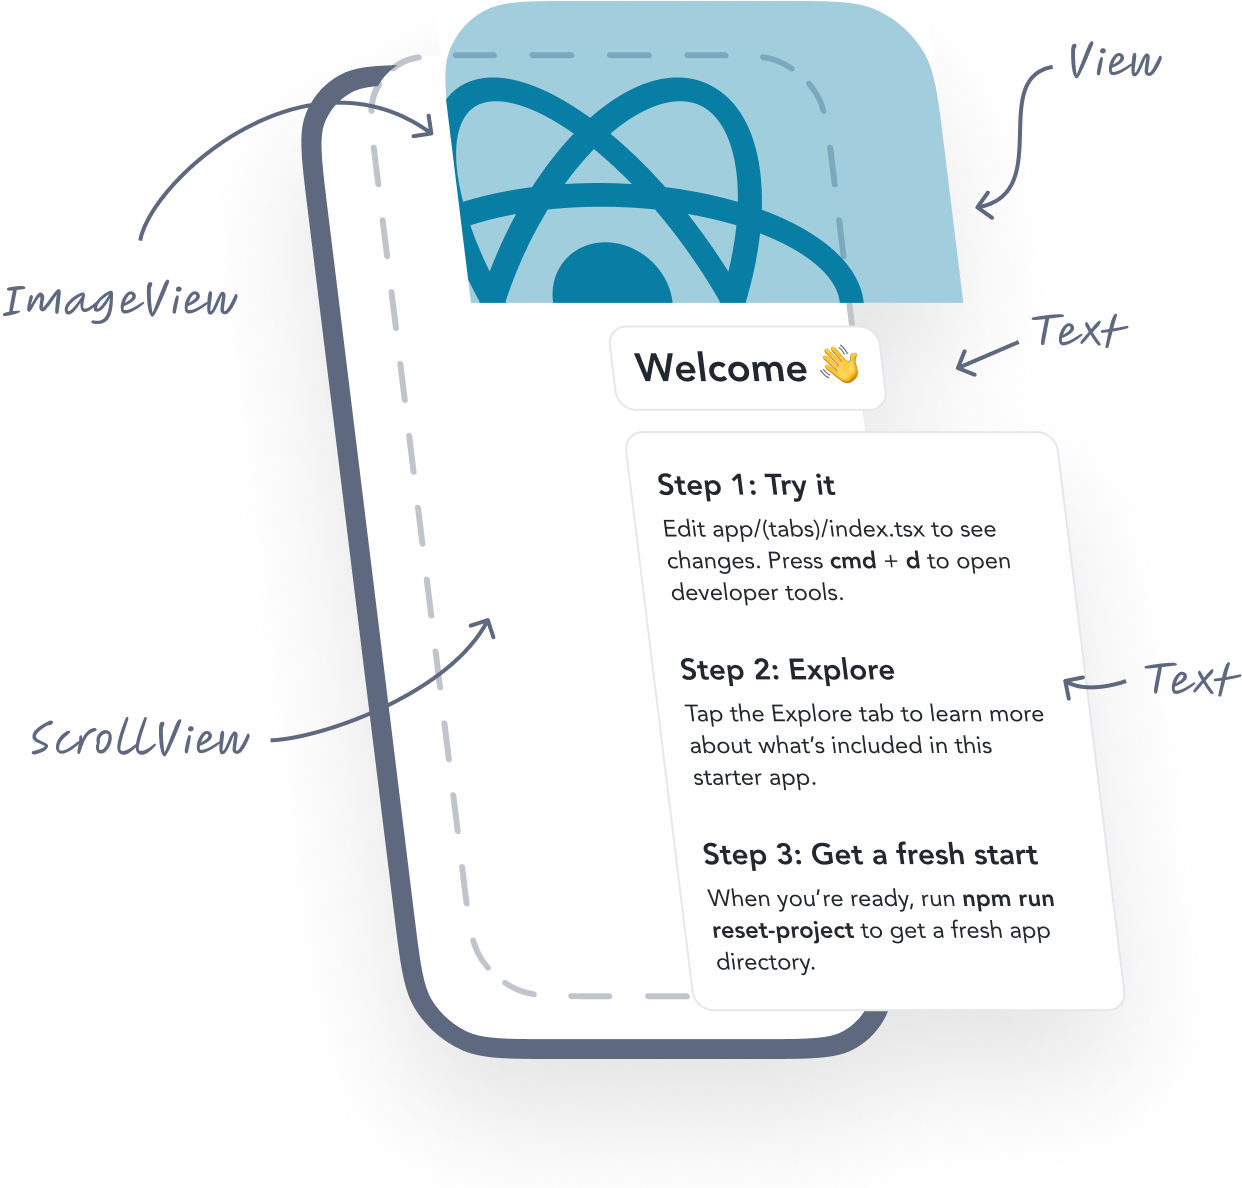 View
ImageView
Text
Welcome 👋
Step 1: Try it
Edit app/(tabs)/index.tsx to see
changes. Press cmd + d to open
developer tools.
Step 2: Explore
Text
Tap the Explore tab to learn more
about what's included in this
starter app.
ScrollView
Step 3: Get a fresh start
When you're ready, run npm run
reset-project to get a fresh app
directory.